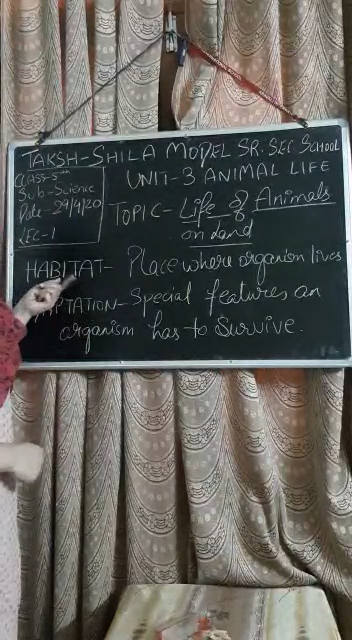 TAKSH-SHILA MODEL SR. SEC. SCHOOL
CLASS-5th
Sub-Science
Date-29/4/20
LEC-1
UNIT-3 ANIMAL LIFE
TOPIC- Life of Animals
on Land
HABITAT- Place where organism lives
PTATION- Special features an
organism has to Survive.